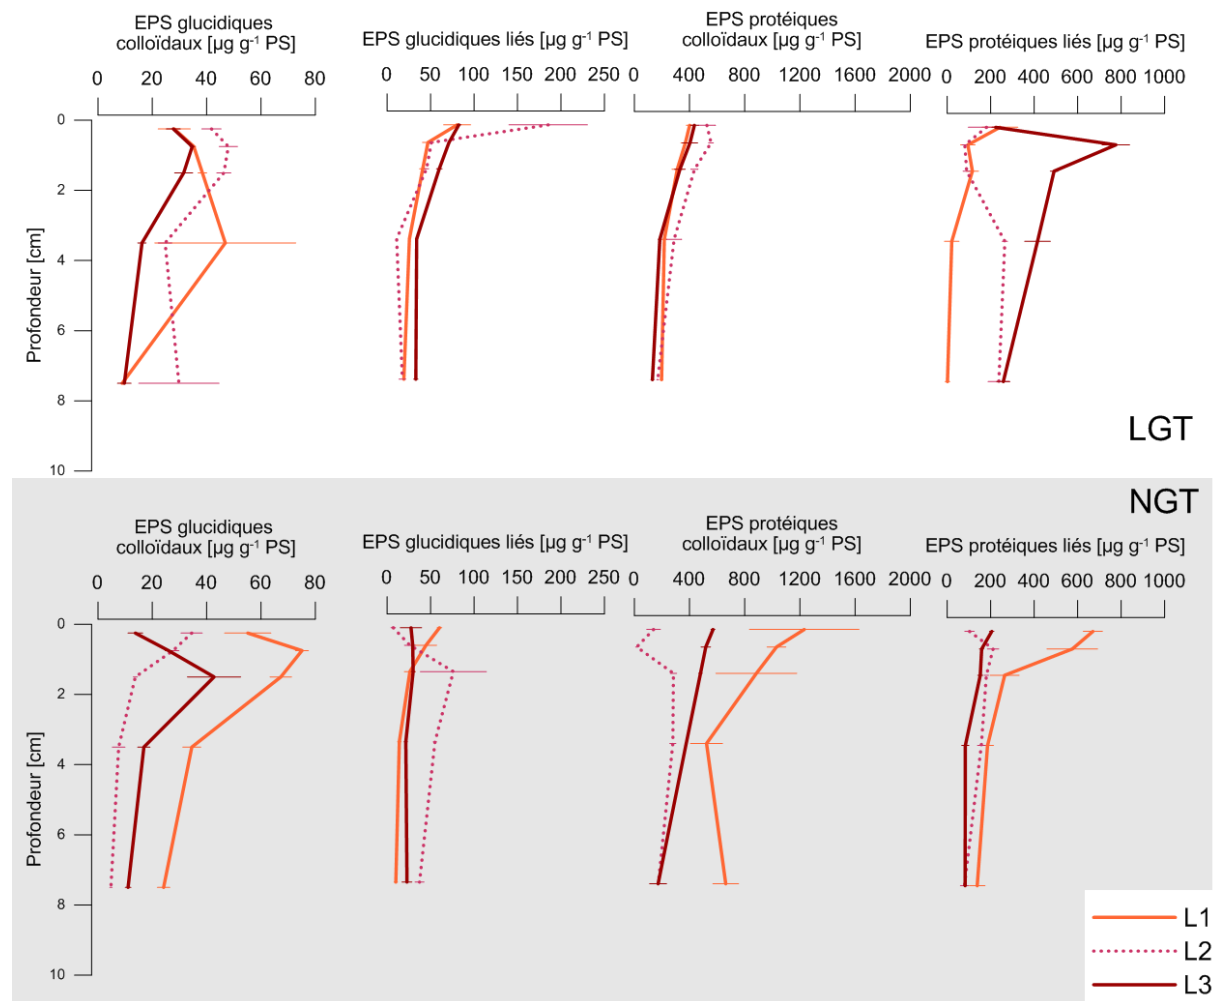 EPS glucidiques
colloïdaux [µg g⁻¹ PS]
EPS glucidiques liés [µg g⁻¹ PS]
EPS protéiques
colloïdaux [µg g⁻¹ PS]
EPS protéiques liés [µg g⁻¹ PS]
0 20 40 60 80
0 50 100 150 200 250
0 400 800 1200 1600 2000
0 200 400 600 800 1000
Profondeur [cm]
0
2
4
6
8
10
LGT
NGT
EPS glucidiques
colloïdaux [µg g⁻¹ PS]
EPS glucidiques liés [µg g⁻¹ PS]
EPS protéiques
colloïdaux [µg g⁻¹ PS]
EPS protéiques liés [µg g⁻¹ PS]
0 20 40 60 80
0 50 100 150 200 250
0 400 800 1200 1600 2000
0 200 400 600 800 1000
Profondeur [cm]
0
2
4
6
8
10
L1
L2
L3